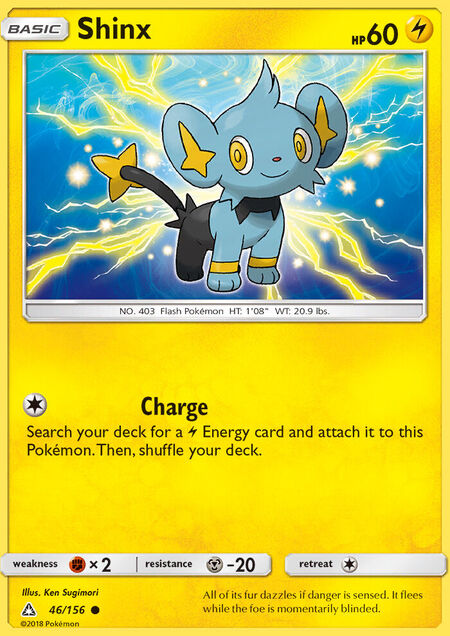 BASIC Shinx HP60
NO. 403 Flash Pokémon HT: 1'08" WT: 20.9 lbs.
Charge
Search your deck for a Energy card and attach it to this
Pokémon. Then, shuffle your deck.
weakness × 2 resistance -20 retreat
Illus. Ken Sugimori
All of its fur dazzles if danger is sensed. It flees
while the foe is momentarily blinded.
46/156
©2018 Pokémon